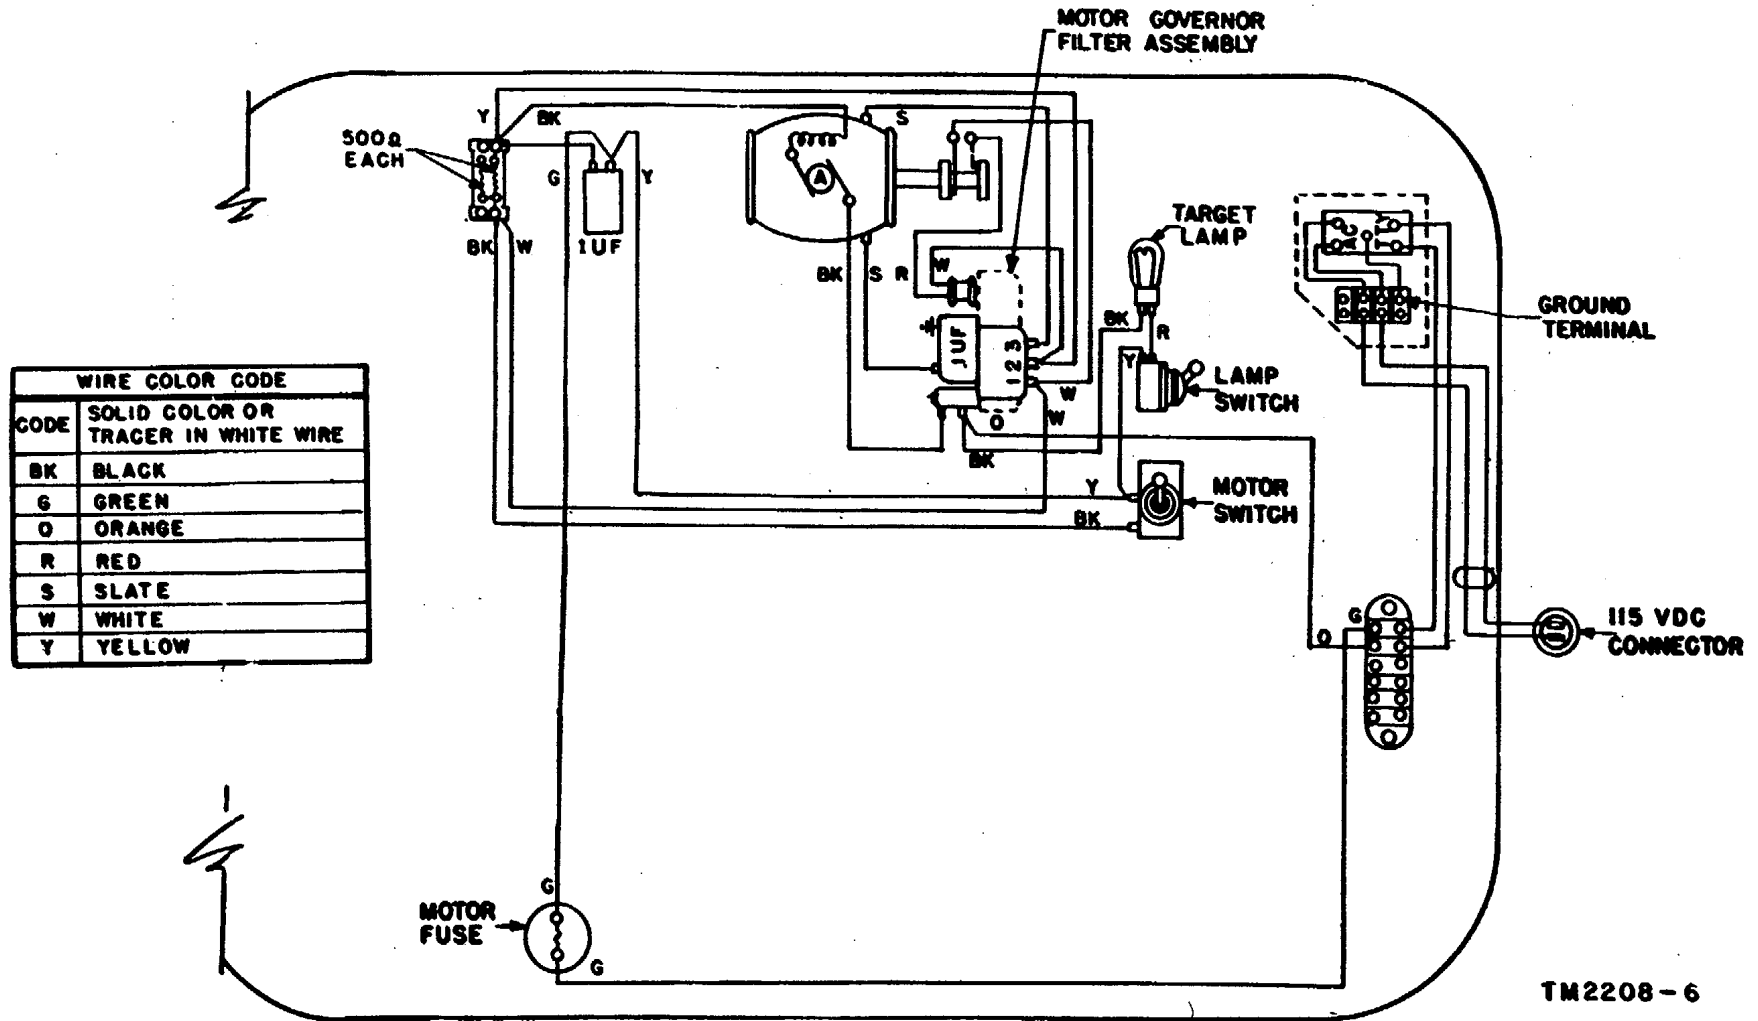 MOTOR GOVERNOR
FILTER ASSEMBLY
Y
BK
S
500Ω
EACH
G
Y
A
1UF
BK
W
BK
S
R
W
TARGET
LAMP
BK
R
AC
GROUND
TERMINAL
.1UF
1 2 3
Y
LAMP
SWITCH
W
W
O
BK
Y
BK
MOTOR
SWITCH
WIRE COLOR CODE
CODE
SOLID COLOR OR
TRACER IN WHITE WIRE
BK BLACK
G GREEN
O ORANGE
R RED
S SLATE
W WHITE
Y YELLOW
G
O
115 VDC
CONNECTOR
G
MOTOR
FUSE
G
TM2208-6